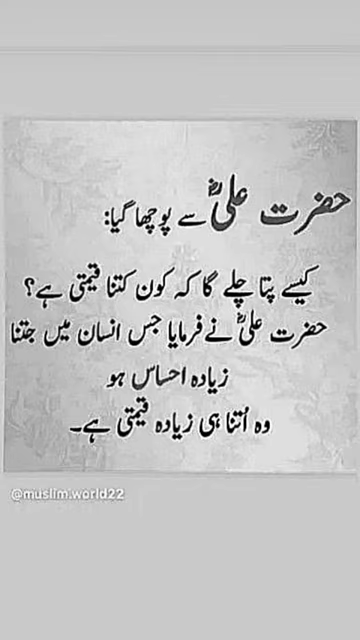 حضرت علیؓ سے پوچھا گیا:
کیسے پتا چلے گا کہ کون کتنا قیمتی ہے؟
حضرت علیؓ نے فرمایا جس انسان میں جتنا
زیادہ احساس ہو
وہ اُتنا ہی زیادہ قیمتی ہے۔
@muslim.world22